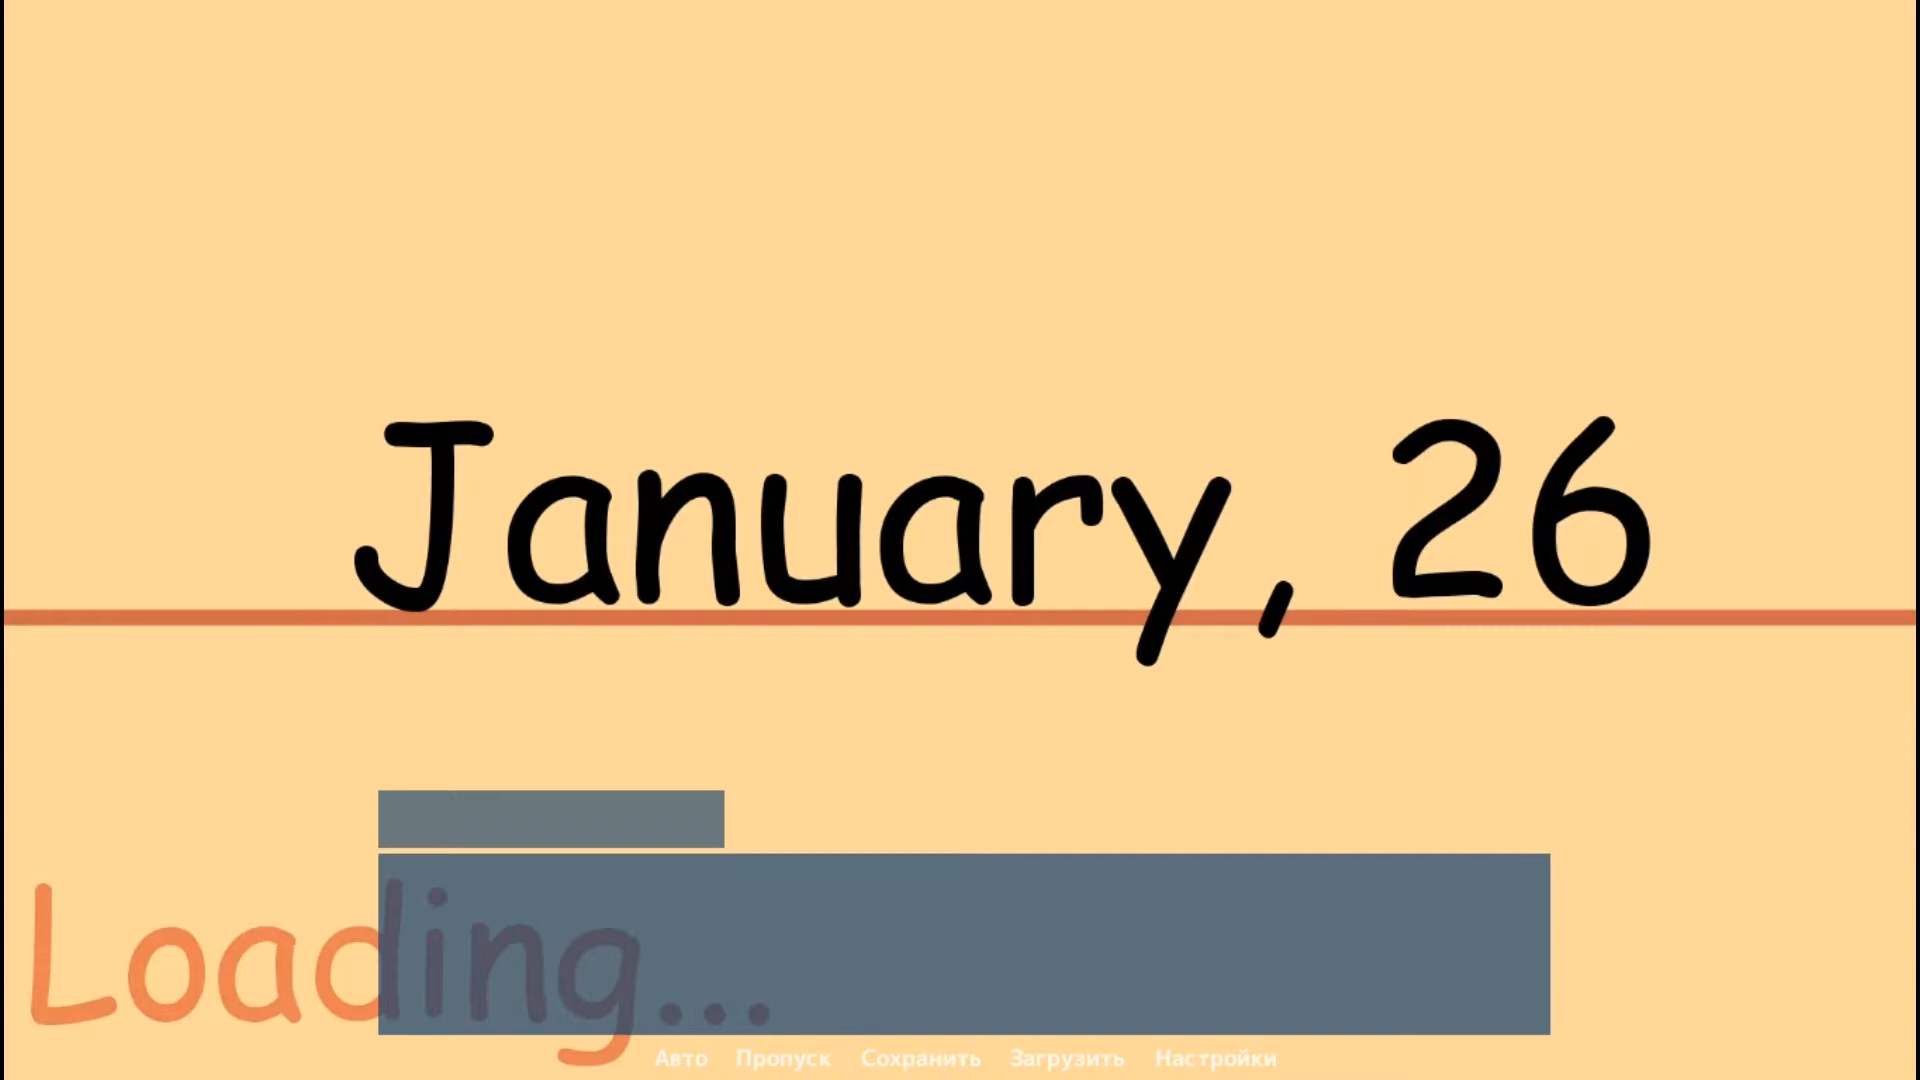 January, 26
Loading...
Авто Пропуск Сохранить Загрузить Настройки